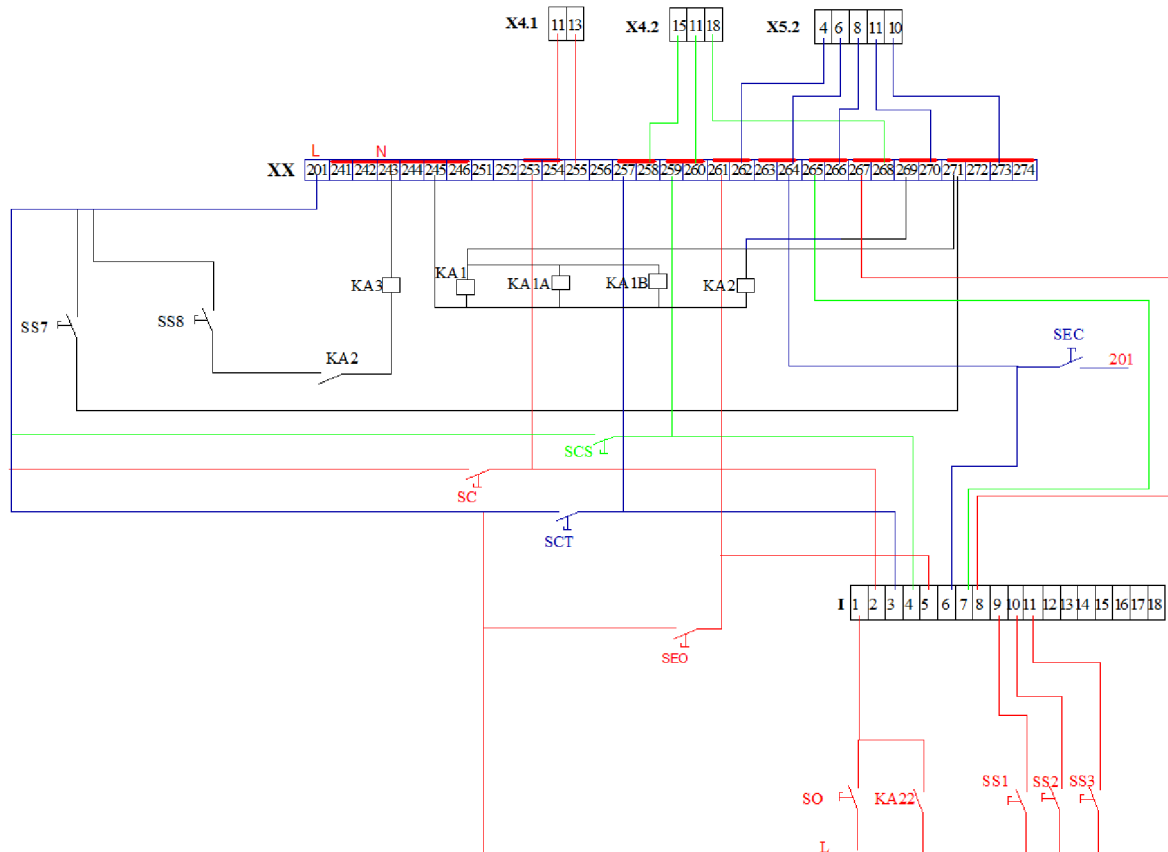 X4.1 11 13 X4.2 15 11 18 X5.2 4 6 8 11 10
L N
XX 201 241 242 243 244 245 246 251 252 253 254 255 256 257 258 259 260 261 262 263 264 265 266 267 268 269 270 271 272 273 274
KA3 KA1 KA1A KA1B KA2
SS7 SS8
KA2
SEC
201
SCS
SC
SCT
I 1 2 3 4 5 6 7 8 9 10 11 12 13 14 15 16 17 18
SEO
SO KA22 SS1 SS2 SS3
L